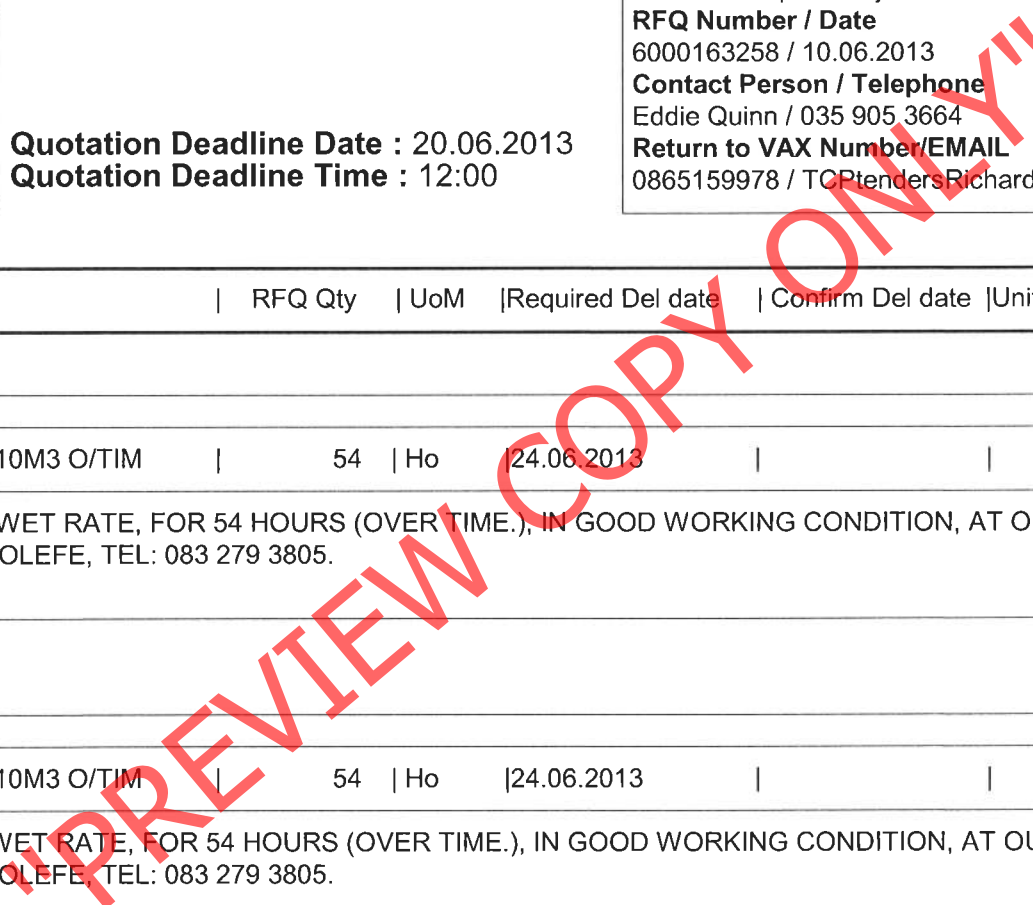 RFQ Number / Date
6000163258 / 10.06.2013
Contact Person / Telephone
Eddie Quinn / 035 905 3664
Quotation Deadline Date : 20.06.2013
Return to VAX Number/EMAIL
Quotation Deadline Time : 12:00
0865159978 / TCPtendersRichard
| RFQ Qty | UoM |Required Del date | Confirm Del date |Uni
10M3 O/TIM | 54 | Ho |24.06.2013 | |
WET RATE, FOR 54 HOURS (OVER TIME.), IN GOOD WORKING CONDITION, AT O
OLEFE, TEL: 083 279 3805.
10M3 O/TIM | 54 | Ho |24.06.2013 | |
WET RATE, FOR 54 HOURS (OVER TIME.), IN GOOD WORKING CONDITION, AT OU
OLEFE, TEL: 083 279 3805.
"PREVIEW COPY ONLY"